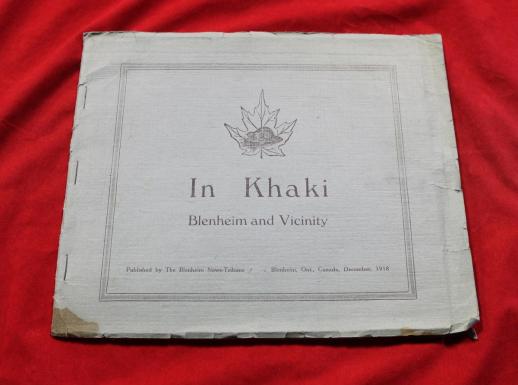 In Khaki
Blenheim and Vicinity
Published by The Blenheim News-Tribune Blenheim, Ont., Canada, December, 1918